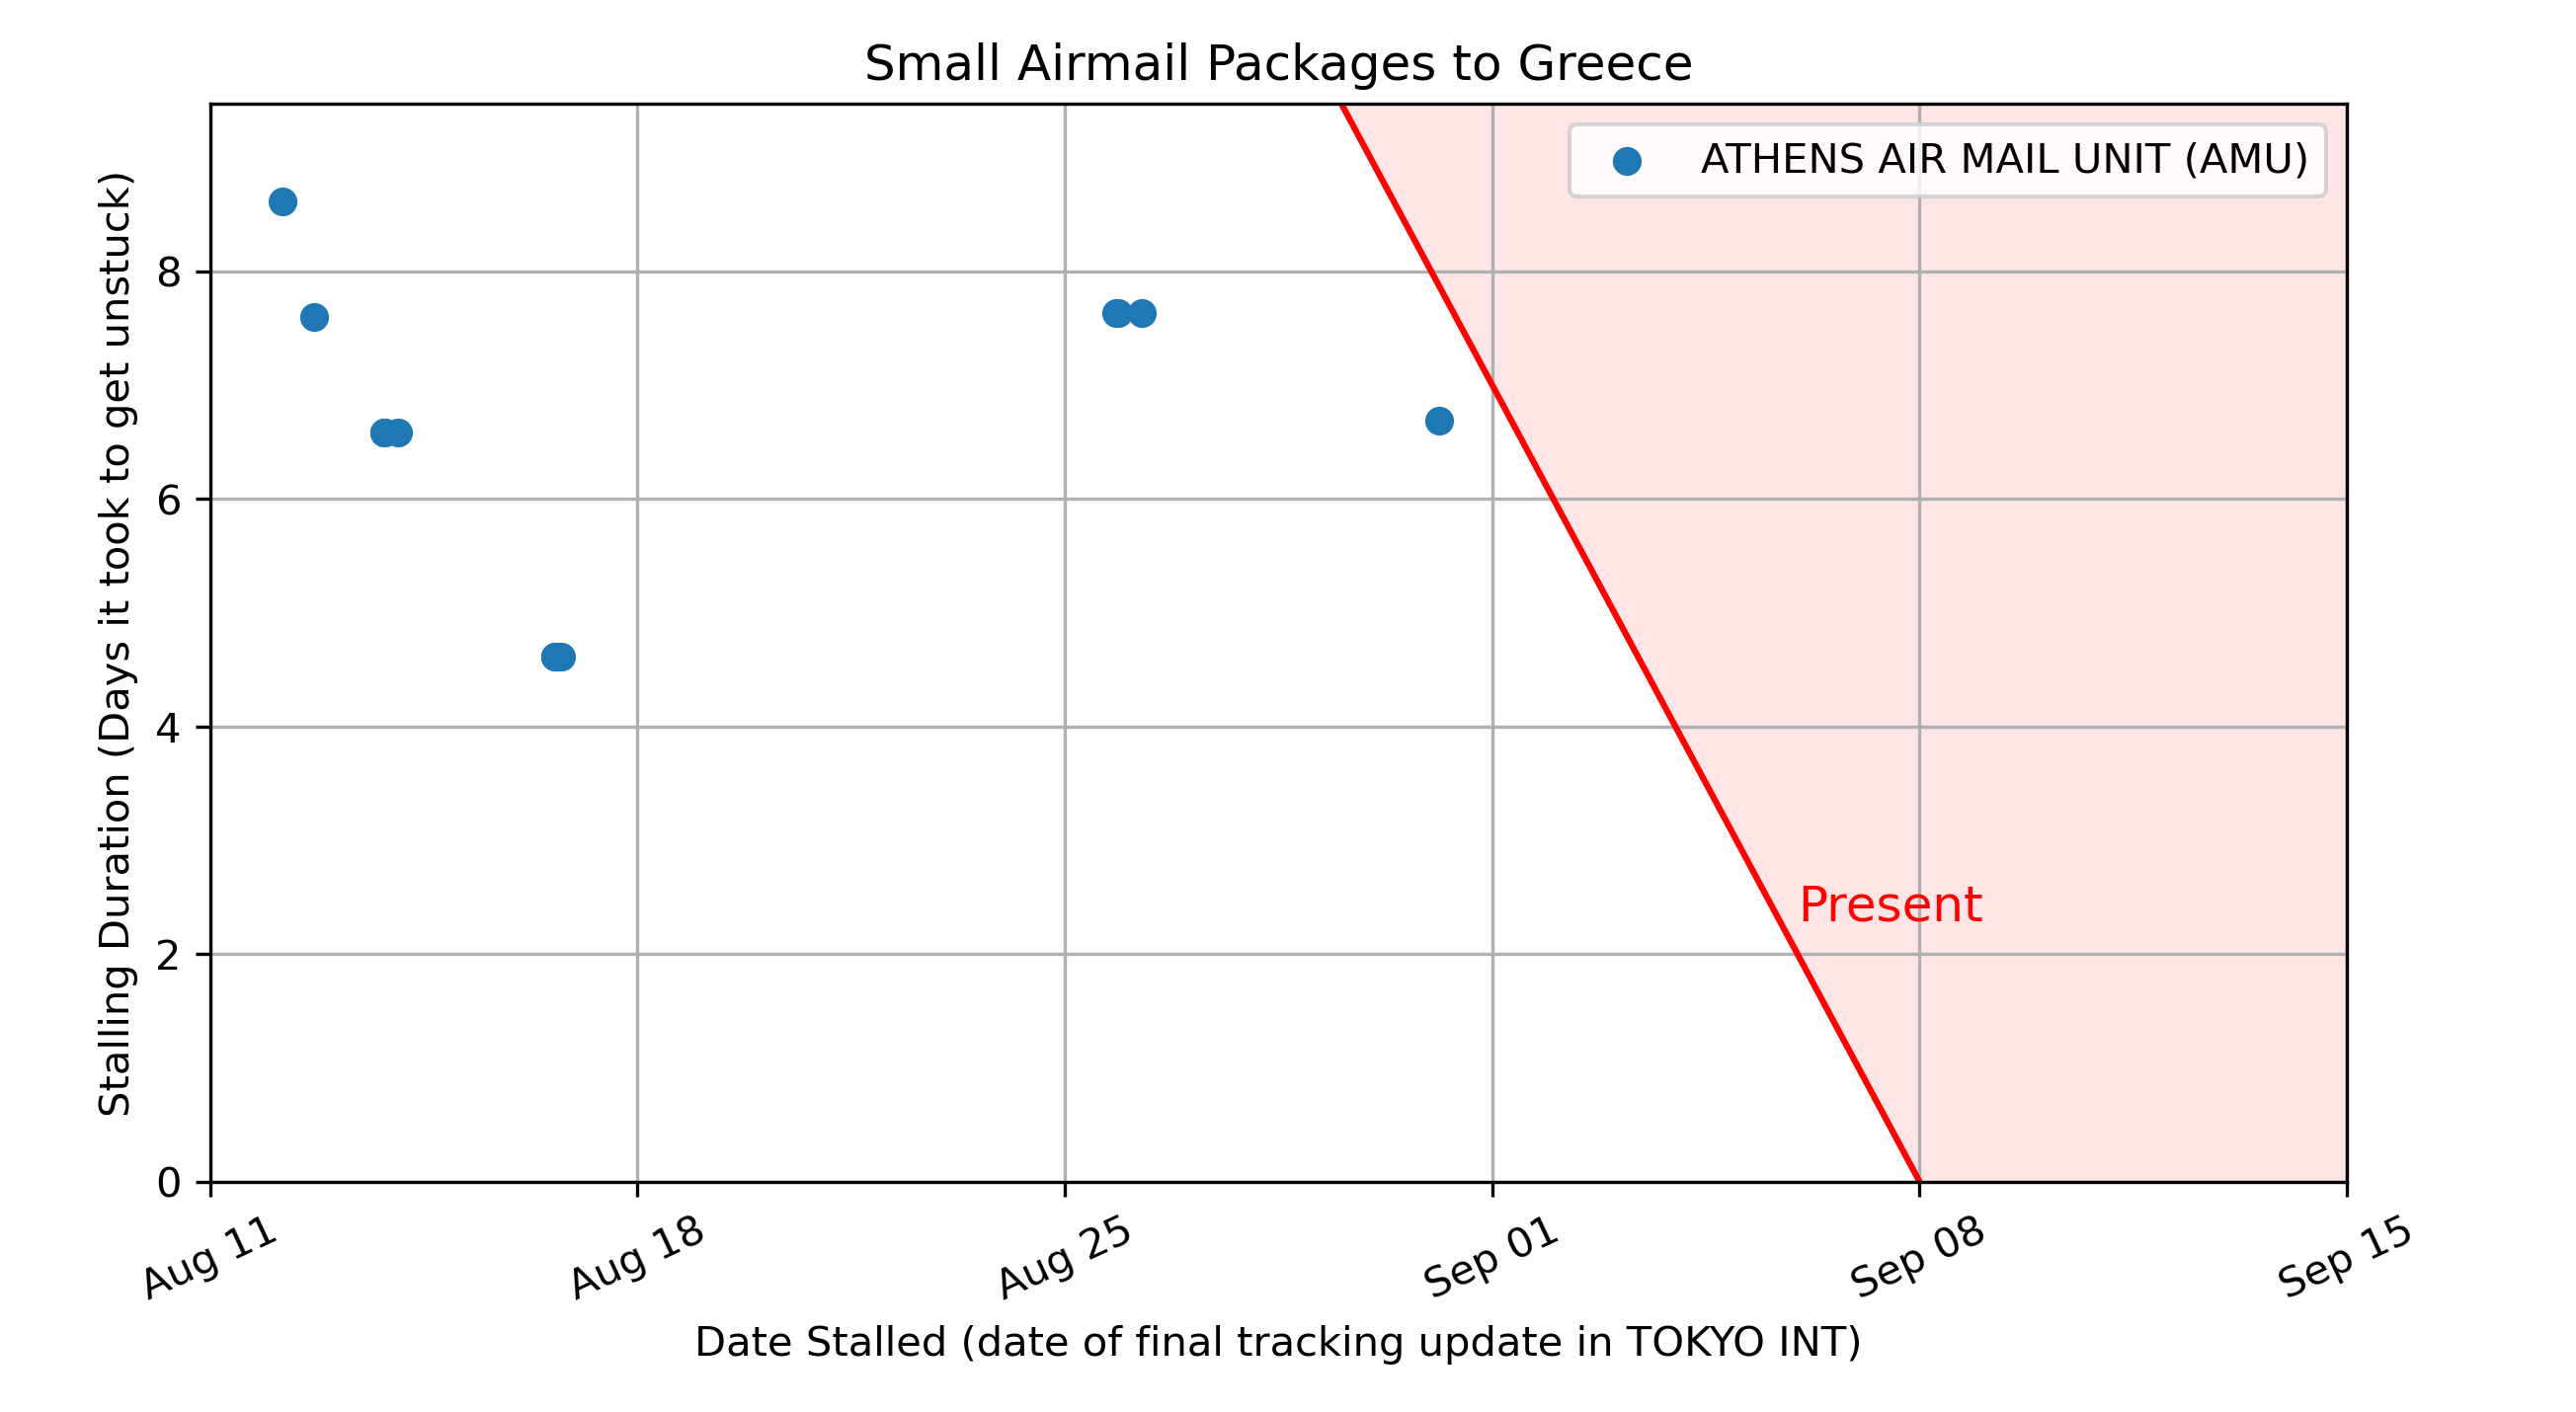 Small Airmail Packages to Greece
ATHENS AIR MAIL UNIT (AMU)
Stalling Duration (Days it took to get unstuck)
8
6
4
2
0
Present
Aug 11
Aug 18
Aug 25
Sep 01
Sep 08
Sep 15
Date Stalled (date of final tracking update in TOKYO INT)